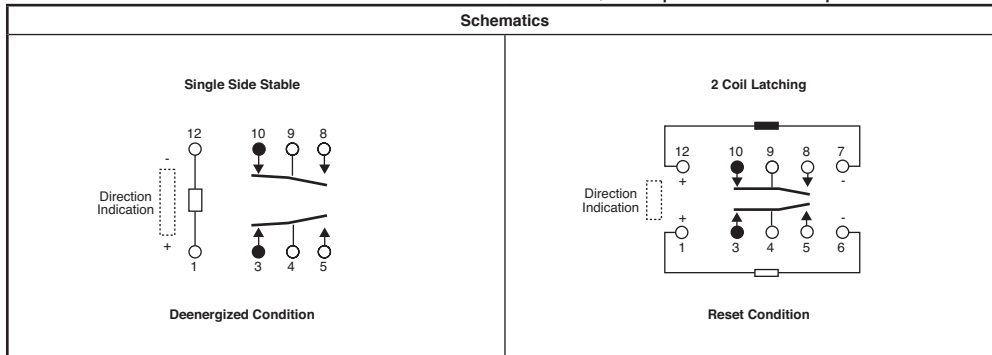 Schematics
Single Side Stable
12 10 9 8
-
Direction
Indication
+
1 3 4 5
Deenergized Condition
2 Coil Latching
12 10 9 8 7
+ -
Direction
Indication
+ -
1 3 4 5 6
Reset Condition